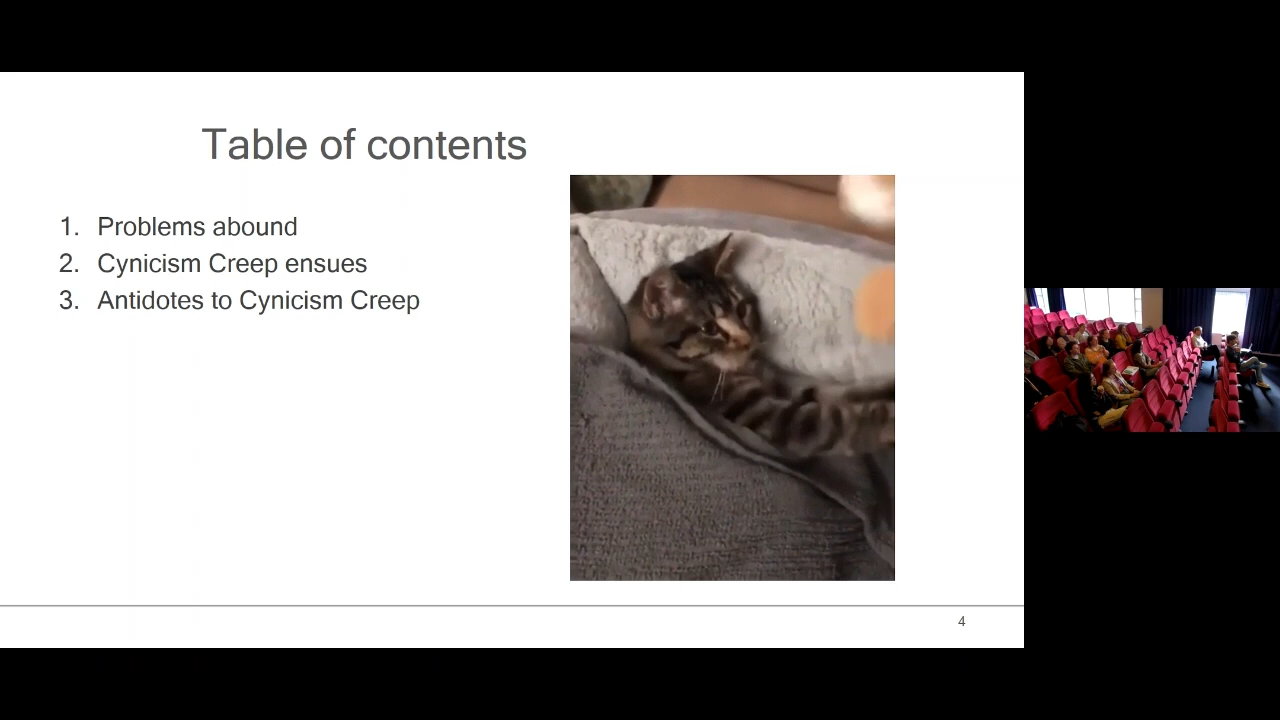 Table of contents
1. Problems abound
2. Cynicism Creep ensues
3. Antidotes to Cynicism Creep
4